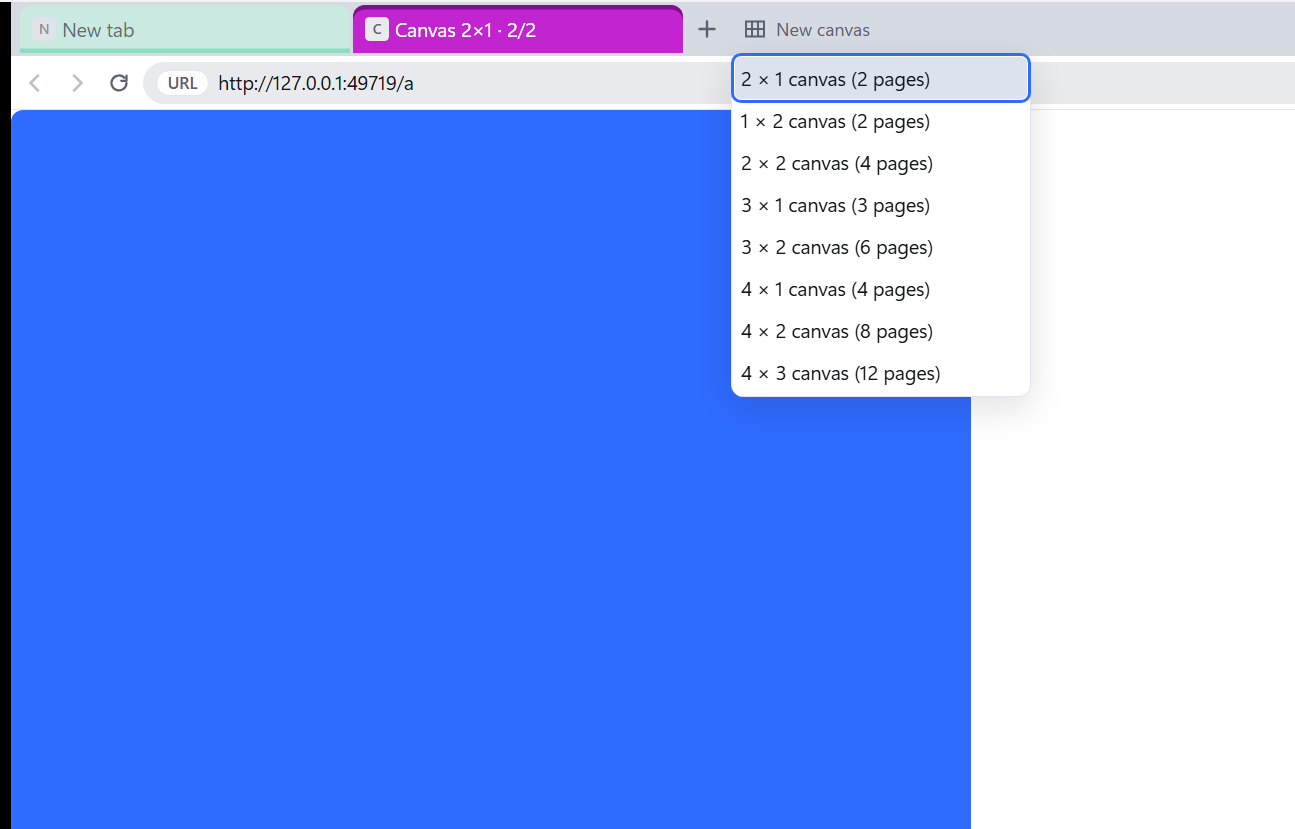 N New tab
C Canvas 2×1 · 2/2
New canvas
URL http://127.0.0.1:49719/a
2 × 1 canvas (2 pages)
1 × 2 canvas (2 pages)
2 × 2 canvas (4 pages)
3 × 1 canvas (3 pages)
3 × 2 canvas (6 pages)
4 × 1 canvas (4 pages)
4 × 2 canvas (8 pages)
4 × 3 canvas (12 pages)